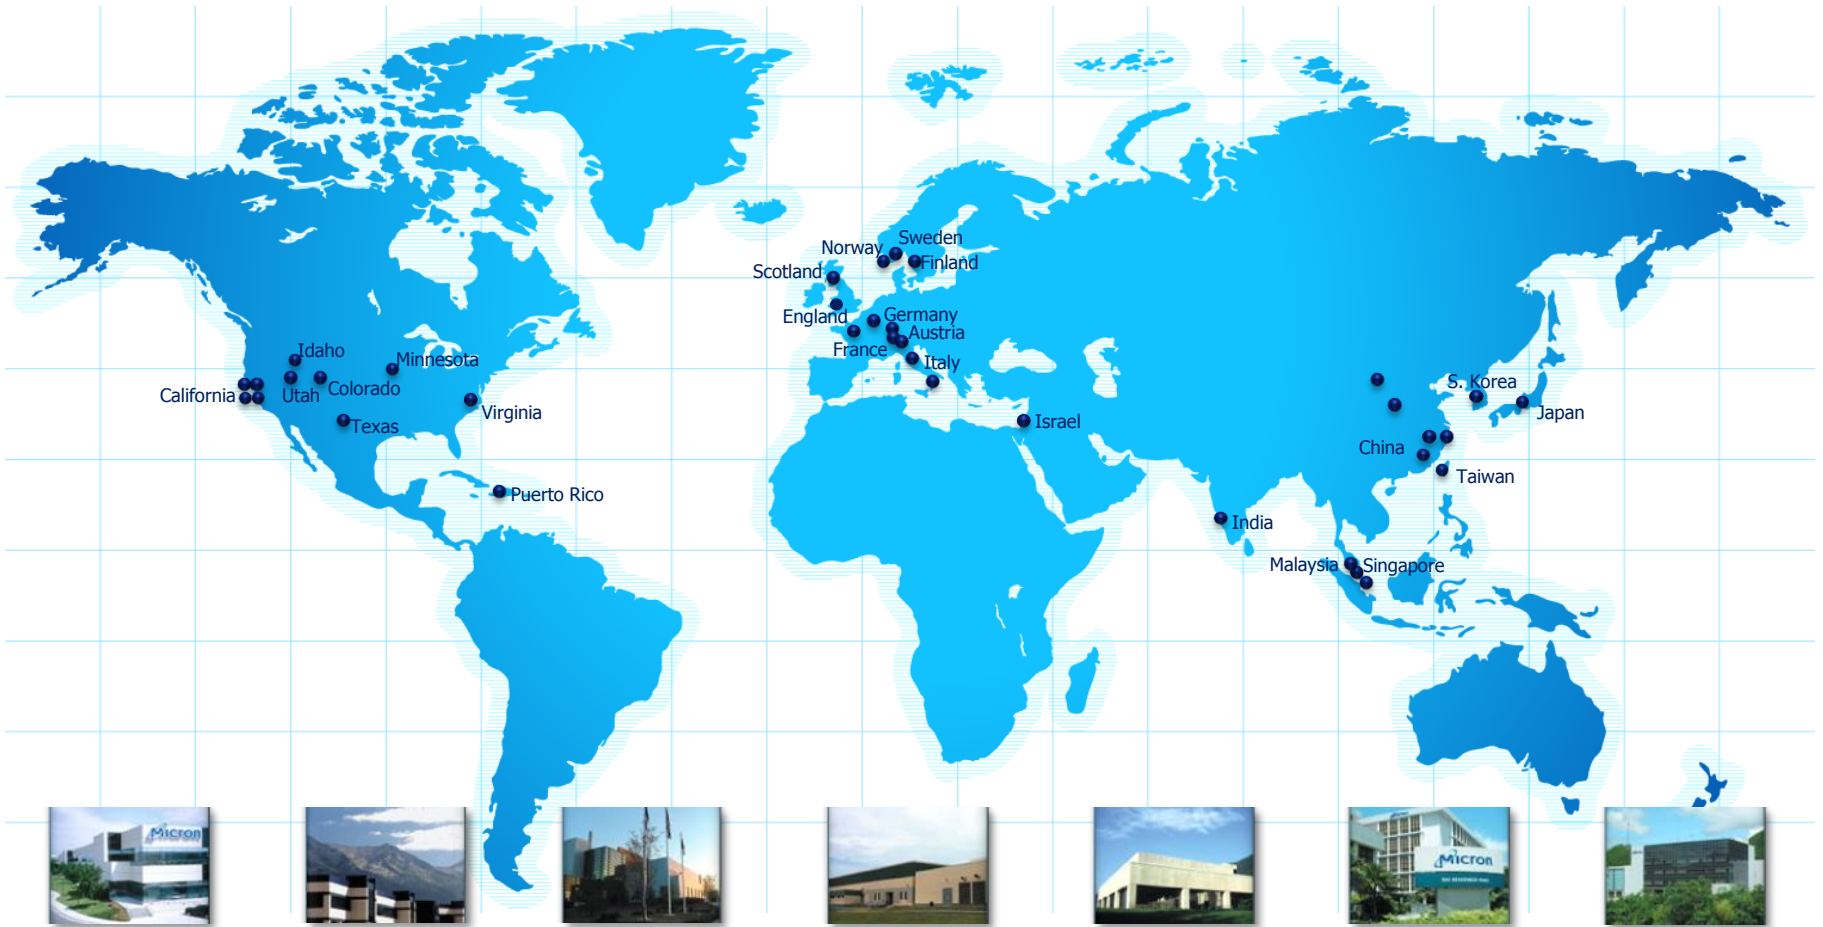 Sweden
Norway
Finland
Scotland
England
Germany
Austria
France
Italy
Idaho
Minnesota
California
Utah
Colorado
Virginia
Texas
Puerto Rico
Israel
S. Korea
Japan
China
Taiwan
India
Malaysia
Singapore
Micron
Micron